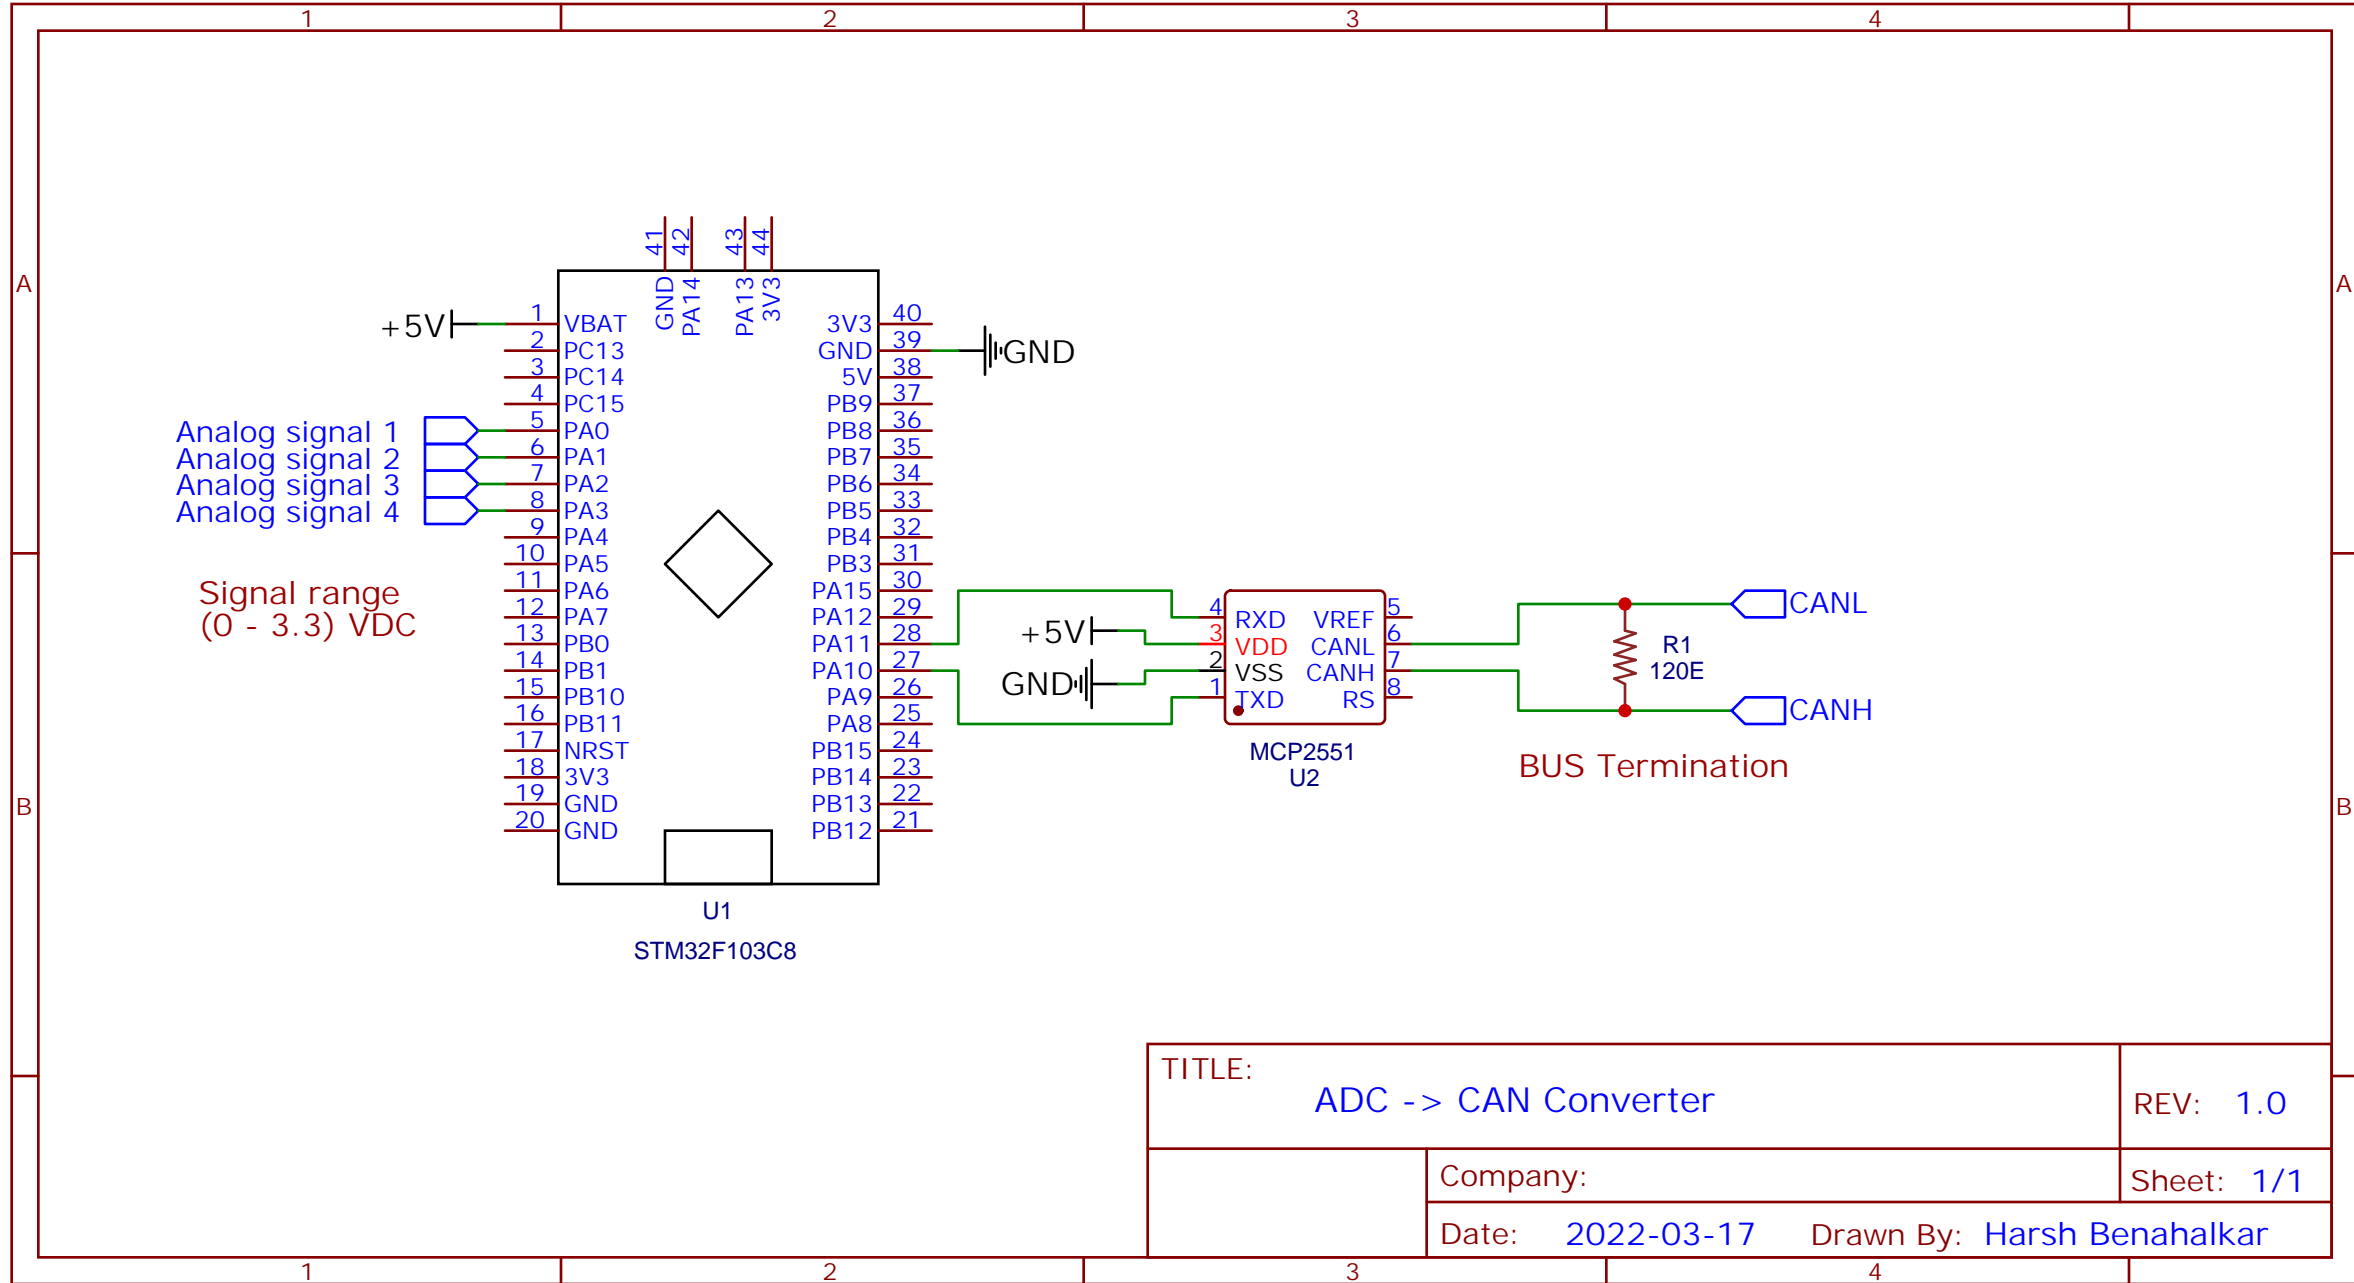 1 2 3 4
A A
41 42 43 44
GND PA14 PA13 3V3
+5V 1 VBAT 3V3 40
2 PC13 GND 39 GND
3 PC14 5V 38
4 PC15 PB9 37
Analog signal 1 5 PA0 PB8 36
Analog signal 2 6 PA1 PB7 35
Analog signal 3 7 PA2 PB6 34
Analog signal 4 8 PA3 PB5 33
9 PA4 PB4 32
10 PA5 PB3 31
11 PA6 PA15 30
12 PA7 PA12 29
13 PB0 PA11 28
14 PB1 PA10 27
15 PB10 PA9 26
16 PB11 PA8 25
17 NRST PB15 24
18 3V3 PB14 23
19 GND PB13 22
20 GND PB12 21
Signal range
(0 - 3.3) VDC
U1
STM32F103C8
4 RXD VREF 5
+5V 3 VDD CANL 6
GND 2 VSS CANH 7
1 TXD RS 8
MCP2551
U2
CANL
R1
120E
CANH
BUS Termination
B B
TITLE:
ADC -> CAN Converter
REV: 1.0
Company:
Sheet: 1/1
Date: 2022-03-17 Drawn By: Harsh Benahalkar
1 2 3 4